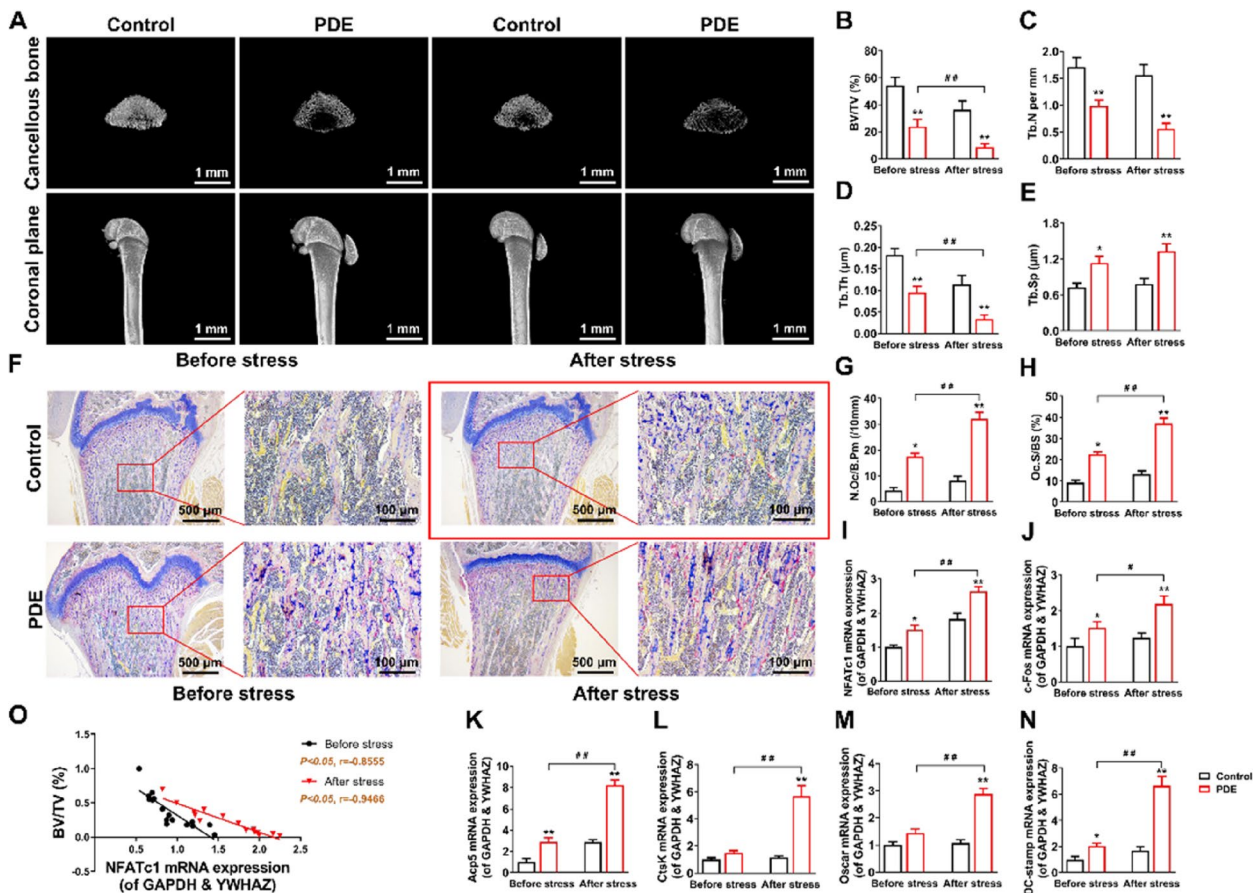 A
Control
PDE
Control
PDE
Cancellous bone
1 mm
1 mm
1 mm
1 mm
Coronal plane
1 mm
1 mm
1 mm
1 mm
Before stress
After stress
B
BV/TV (%)
80
60
40
20
0
**
##
**
Before stress
After stress
C
Tb.N per mm
2.0
1.5
1.0
0.5
0.0
**
**
Before stress
After stress
D
Tb.Th (μm)
0.25
0.20
0.15
0.10
0.05
0.00
**
##
**
Before stress
After stress
E
Tb.Sp (μm)
1.8
1.2
0.6
0.0
*
**
Before stress
After stress
F
Control
500 μm
100 μm
500 μm
100 μm
PDE
500 μm
100 μm
500 μm
100 μm
Before stress
After stress
G
N.Oc/B.Pm (/10mm)
40
30
20
10
0
*
##
**
Before stress
After stress
H
Oc.S/BS (%)
50
40
30
20
10
0
*
##
**
Before stress
After stress
I
NFATc1 mRNA expression
(of GAPDH & YWHAZ)
4
3
2
1
0
*
##
**
Before stress
After stress
J
c-Fos mRNA expression
(of GAPDH & YWHAZ)
3
2
1
0
*
#
**
Before stress
After stress
O
BV/TV (%)
1.5
1.0
0.5
0.0
-0.5
0.5
1.0
1.5
2.0
2.5
3.0
NFATc1 mRNA expression
(of GAPDH & YWHAZ)
Before stress
P<0.05, r=-0.8555
After stress
P<0.05, r=-0.9466
K
Acp5 mRNA expression
(of GAPDH & YWHAZ)
10
8
6
4
2
0
**
##
**
Before stress
After stress
L
CtsK mRNA expression
(of GAPDH & YWHAZ)
8
6
4
2
0
##
**
Before stress
After stress
M
Oscar mRNA expression
(of GAPDH & YWHAZ)
4
3
2
1
0
##
**
Before stress
After stress
N
DC-stamp mRNA expression
(of GAPDH & YWHAZ)
8
6
4
2
0
*
##
**
Before stress
After stress
Control
PDE